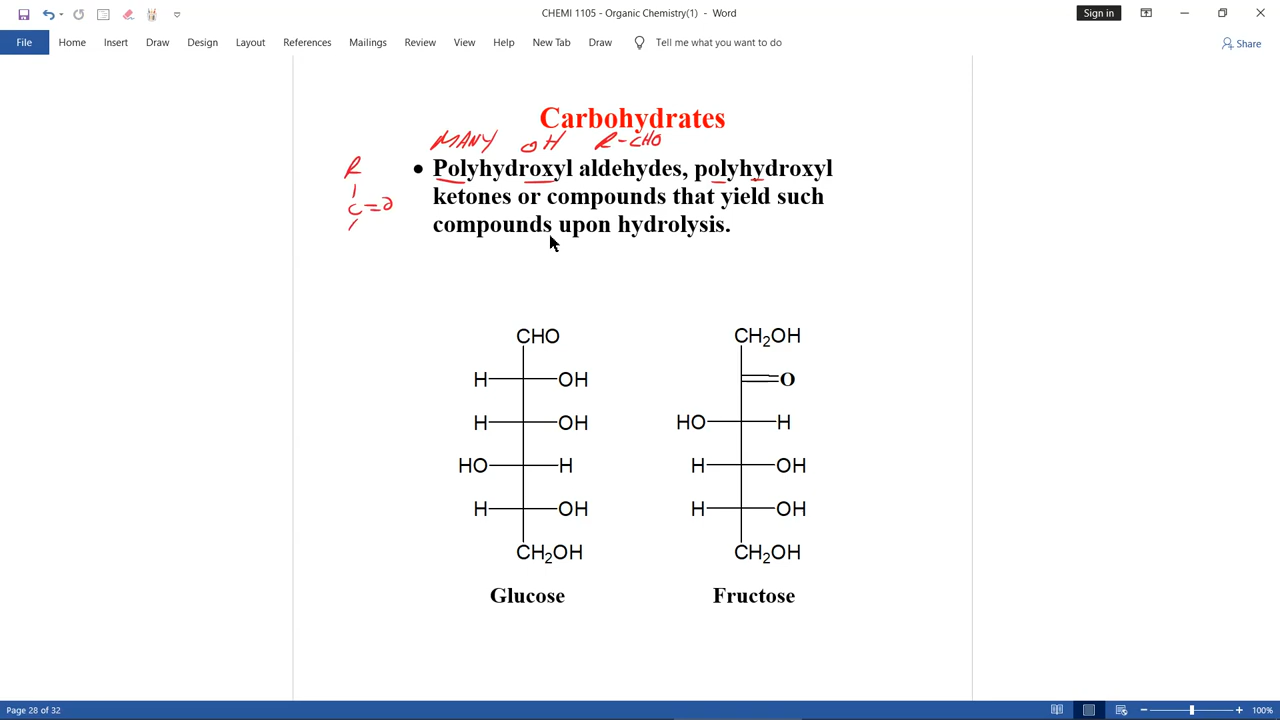 CHEMI 1105 - Organic Chemistry(1) - Word
Sign in
File Home Insert Draw Design Layout References Mailings Review View Help New Tab Draw Tell me what you want to do Share
Carbohydrates
MANY OH R-CHO
R
• Polyhydroxyl aldehydes, polyhydroxyl
ketones or compounds that yield such
C=O
compounds upon hydrolysis.
CHO CH₂OH
H OH O
H OH HO H
HO H H OH
H OH H OH
CH₂OH CH₂OH
Glucose Fructose
Page 28 of 32 100%